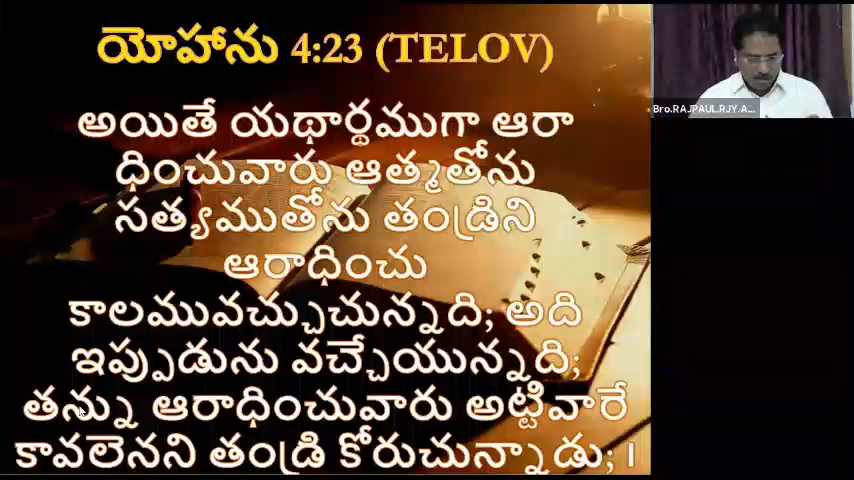 యోహాను 4:23 (TELOV)
అయితే యథార్థముగా ఆరా
ధించువారు ఆత్మతోను
సత్యముతోను తండ్రిని
ఆరాధించు
కాలమువచ్చుచున్నది; అది
ఇప్పుడును వచ్చేయున్నది;
తన్ను ఆరాధించువారు అట్టివారే
కావలెనని తండ్రి కోరుచున్నాడు; |
Bro.RAJPAUL.RJY.A...